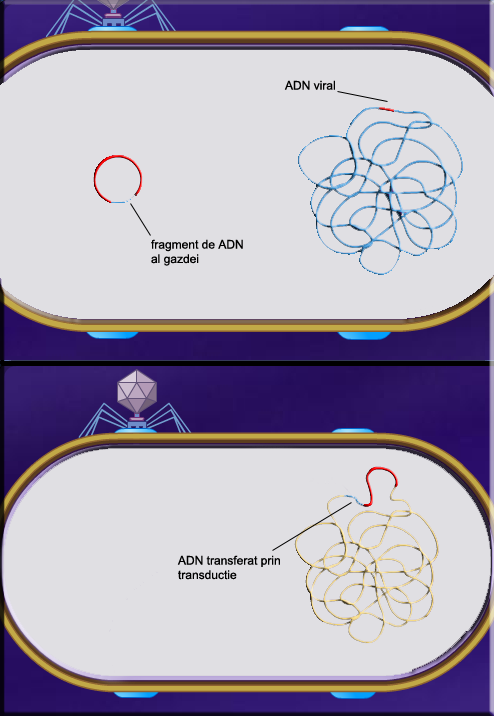 ADN viral
fragment de ADN
al gazdei
ADN transferat prin
transductie